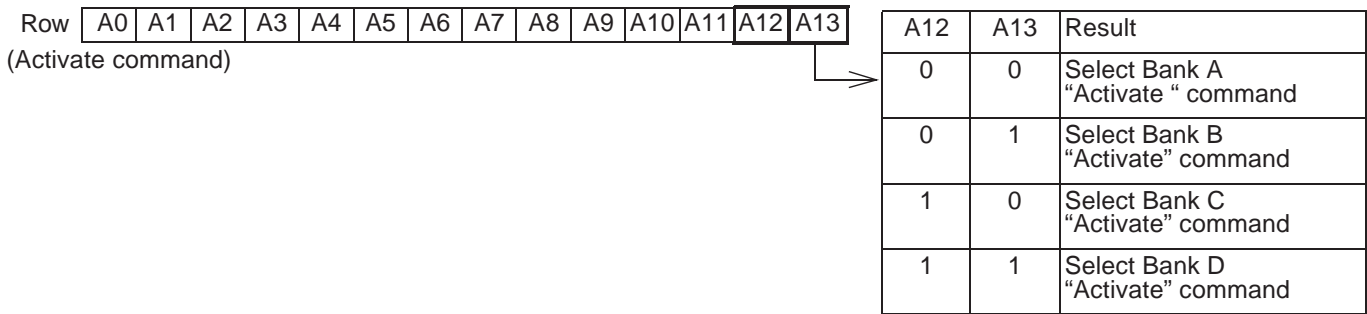 Row A0 A1 A2 A3 A4 A5 A6 A7 A8 A9 A10 A11 A12 A13
(Activate command)
A12 A13 Result
0 0 Select Bank A
“Activate “ command
0 1 Select Bank B
“Activate” command
1 0 Select Bank C
“Activate” command
1 1 Select Bank D
“Activate” command